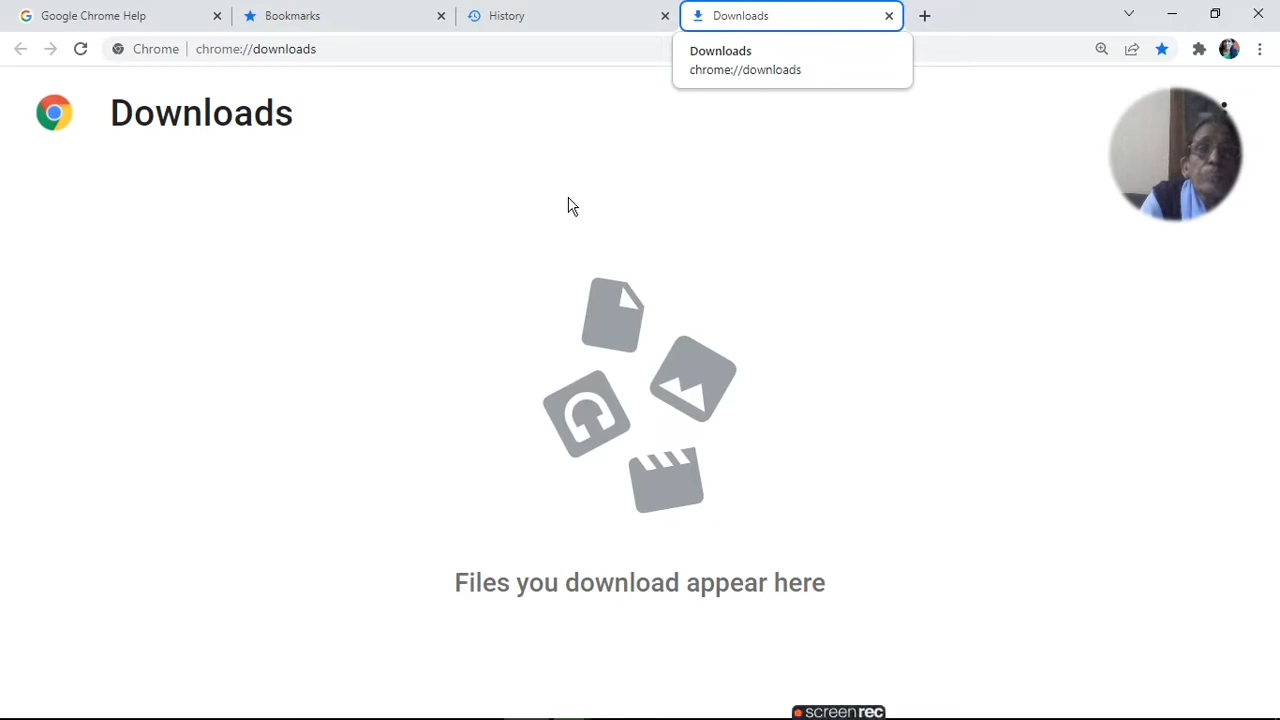 Google Chrome Help
Bookmarks
History
Downloads
Chrome
chrome://downloads
Downloads
chrome://downloads
Downloads
Files you download appear here
screenrec